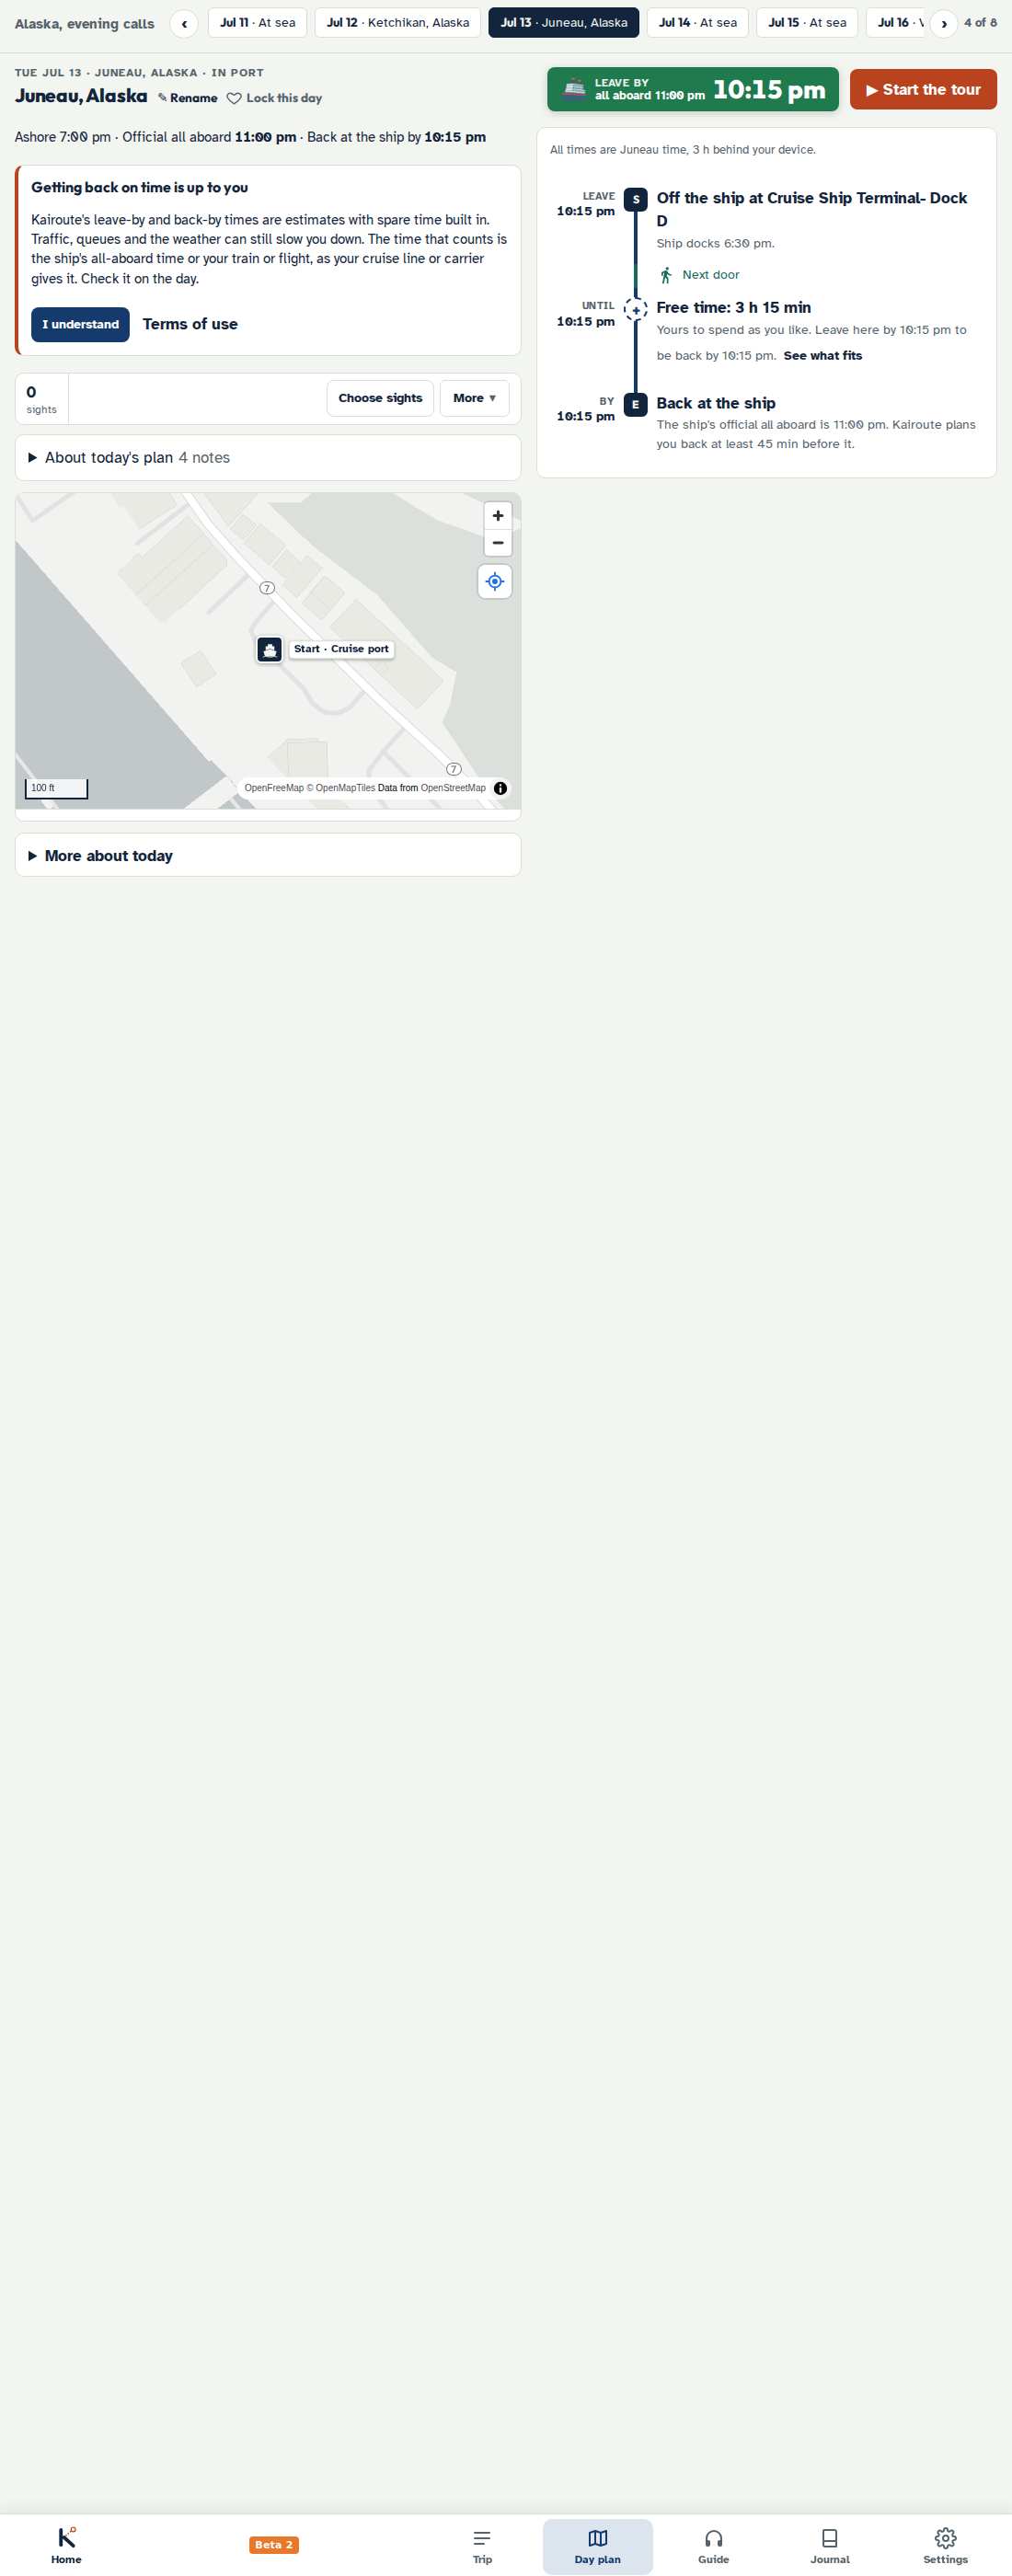 Alaska, evening calls
‹
Jul 11 · At sea
Jul 12 · Ketchikan, Alaska
Jul 13 · Juneau, Alaska
Jul 14 · At sea
Jul 15 · At sea
Jul 16 ·
›
4 of 8
TUE JUL 13 · JUNEAU, ALASKA · IN PORT
Juneau, Alaska
✎ Rename
Lock this day
LEAVE BY
all aboard 11:00 pm
10:15 pm
▶ Start the tour
Ashore 7:00 pm · Official all aboard 11:00 pm · Back at the ship by 10:15 pm
Getting back on time is up to you
Kairoute's leave-by and back-by times are estimates with spare time built in.
Traffic, queues and the weather can still slow you down. The time that counts is
the ship's all-aboard time or your train or flight, as your cruise line or carrier
gives it. Check it on the day.
I understand
Terms of use
0
sights
Choose sights
More ▼
▶ About today's plan 4 notes
7
Start · Cruise port
7
+
−
100 ft
OpenFreeMap © OpenMapTiles Data from OpenStreetMap
▶ More about today
All times are Juneau time, 3 h behind your device.
LEAVE
10:15 pm
S
Off the ship at Cruise Ship Terminal- Dock
D
Ship docks 6:30 pm.
Next door
UNTIL
10:15 pm
+
Free time: 3 h 15 min
Yours to spend as you like. Leave here by 10:15 pm to
be back by 10:15 pm. See what fits
BY
10:15 pm
E
Back at the ship
The ship's official all aboard is 11:00 pm. Kairoute plans
you back at least 45 min before it.
Home
Beta 2
Trip
Day plan
Guide
Journal
Settings